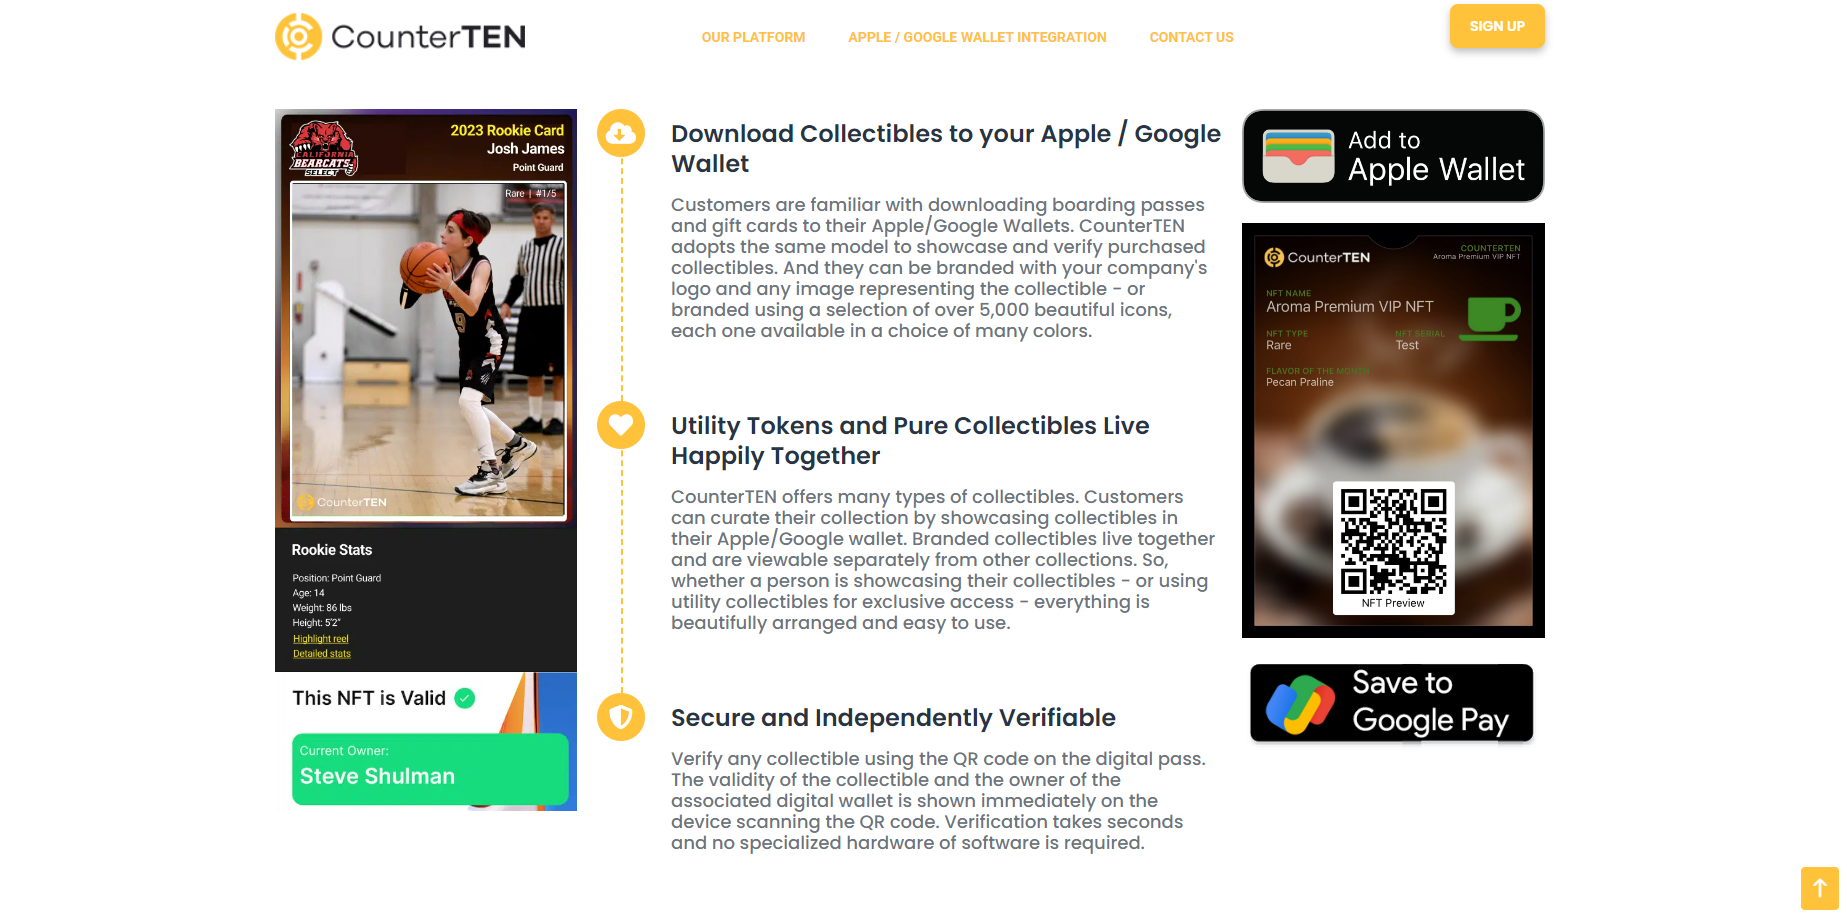 CounterTEN
OUR PLATFORM
APPLE / GOOGLE WALLET INTEGRATION
CONTACT US
SIGN UP
CALIFORNIA
BEARCATS
SELECT
2023 Rookie Card
Josh James
Point Guard
Rare | #1/5
9
CounterTEN
Rookie Stats
Position: Point Guard
Age: 14
Weight: 86 lbs
Height: 5'2"
Highlight reel
Detailed stats
This NFT is Valid
Current Owner:
Steve Shulman
Download Collectibles to your Apple / Google
Wallet
Customers are familiar with downloading boarding passes
and gift cards to their Apple/Google Wallets. CounterTEN
adopts the same model to showcase and verify purchased
collectibles. And they can be branded with your company's
logo and any image representing the collectible - or
branded using a selection of over 5,000 beautiful icons,
each one available in a choice of many colors.
Utility Tokens and Pure Collectibles Live
Happily Together
CounterTEN offers many types of collectibles. Customers
can curate their collection by showcasing collectibles in
their Apple/Google wallet. Branded collectibles live together
and are viewable separately from other collections. So,
whether a person is showcasing their collectibles - or using
utility collectibles for exclusive access - everything is
beautifully arranged and easy to use.
Secure and Independently Verifiable
Verify any collectible using the QR code on the digital pass.
The validity of the collectible and the owner of the
associated digital wallet is shown immediately on the
device scanning the QR code. Verification takes seconds
and no specialized hardware of software is required.
Add to
Apple Wallet
CounterTEN
COUNTERTEN
Aroma Premium VIP NFT
NFT NAME
Aroma Premium VIP NFT
NFT TYPE
NFT SERIAL
Rare
Test
FLAVOR OF THE MONTH
Pecan Praline
NFT Preview
Save to
Google Pay